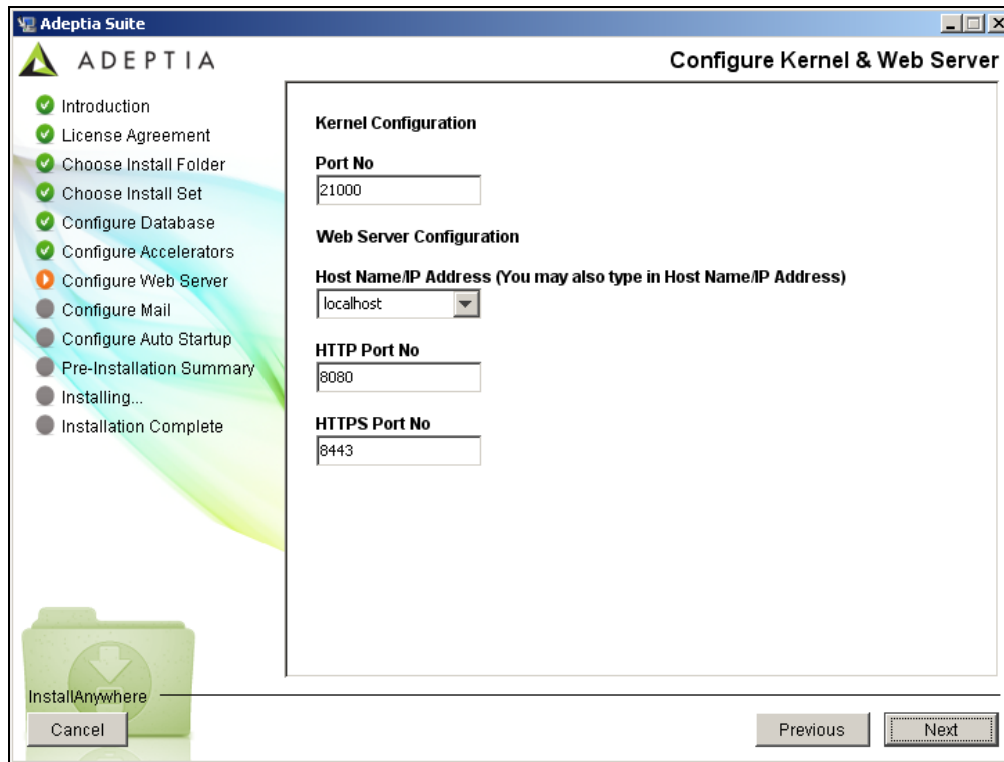 Adeptia Suite
ADEPTIA
Configure Kernel & Web Server
Introduction
License Agreement
Choose Install Folder
Choose Install Set
Configure Database
Configure Accelerators
Configure Web Server
Configure Mail
Configure Auto Startup
Pre-Installation Summary
Installing...
Installation Complete
Kernel Configuration
Port No
21000
Web Server Configuration
Host Name/IP Address (You may also type in Host Name/IP Address)
localhost
HTTP Port No
8080
HTTPS Port No
8443
InstallAnywhere
Cancel
Previous
Next